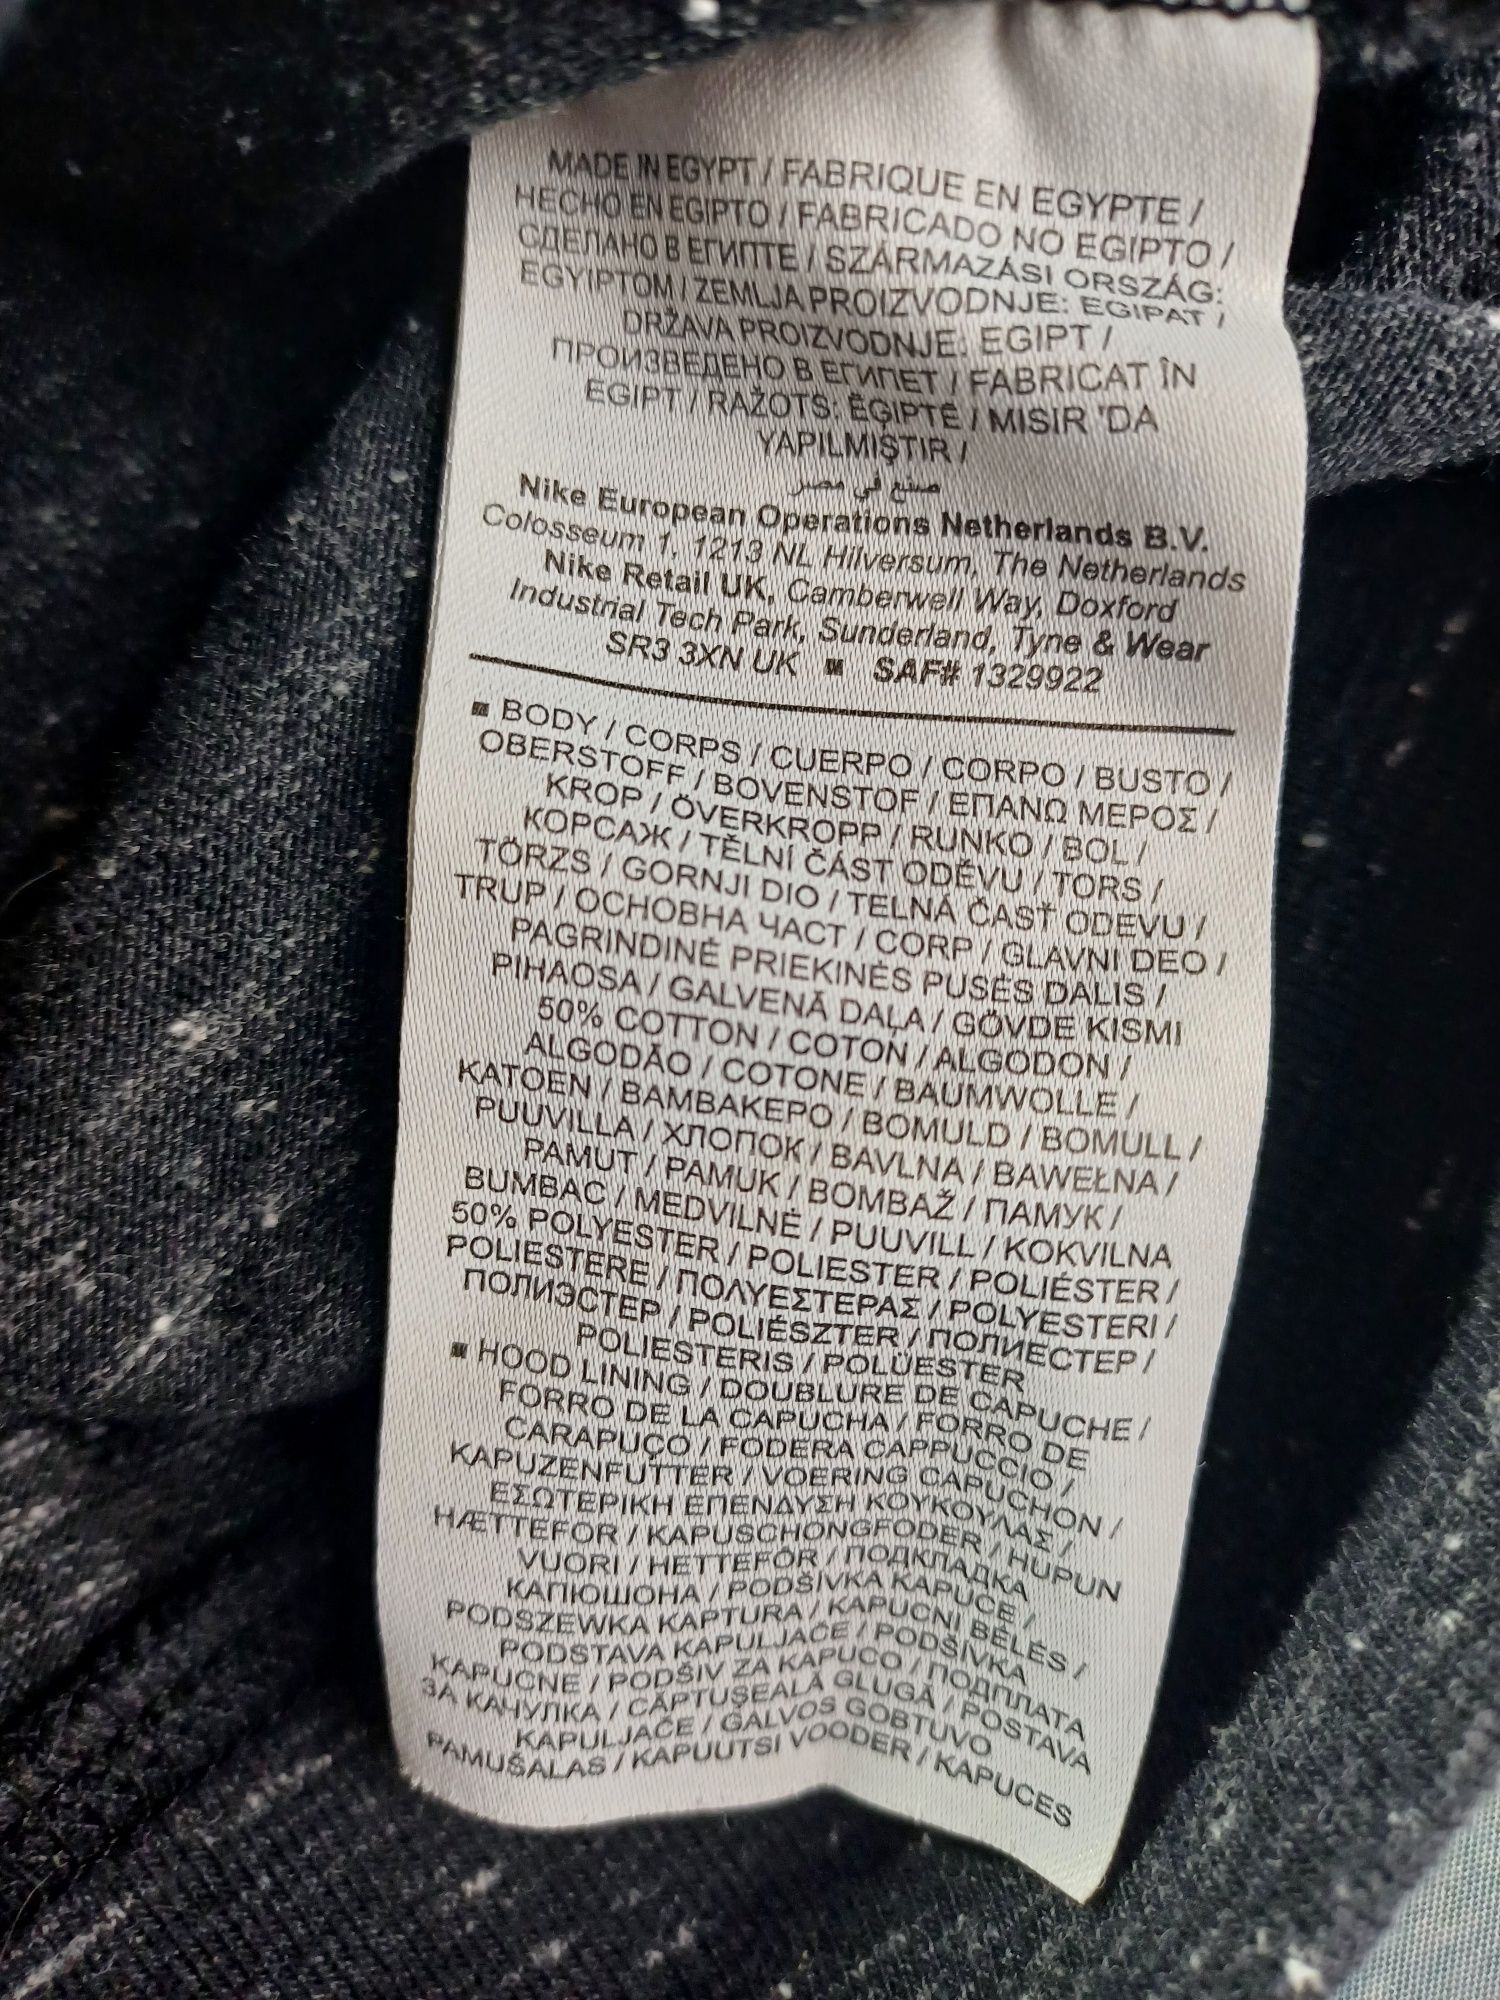 MADE IN EGYPT / FABRIQUE EN EGYPTE /
HECHO EN EGIPTO / FABRICADO NO EGIPTO /
СДЕЛАНО В ЕГИПТЕ / SZÁRMAZÁSI ORSZÁG:
EGYIPTOM / ZEMLJA PROIZVODNJE: EGIPAT /
DRŽAVA PROIZVODNJE: EGIPT /
ПРОИЗВЕДЕНО В ЕГИПЕТ / FABRICAT ÎN
EGIPT / RAŽOTS: ĒĢIPTĒ / MISIR 'DA
YAPILMIŞTIR /
صنع في مصر
Nike European Operations Netherlands B.V.
Colosseum 1, 1213 NL Hilversum, The Netherlands
Nike Retail UK, Camberwell Way, Doxford
Industrial Tech Park, Sunderland, Tyne & Wear
SR3 3XN UK ■ SAF# 1329922
■ BODY / CORPS / CUERPO / CORPO / BUSTO /
OBERSTOFF / BOVENSTOF / ΕΠΑΝΩ ΜΕΡΟΣ /
KROP / ÖVERKROPP / RUNKO / BOL /
КОРСАЖ / TĚLNÍ ČÁST ODĚVU / TORS /
TÖRZS / GORNJI DIO / TELNÁ ČASŤ ODEVU /
TRUP / ОСНОВНА ЧАСТ / CORP / GLAVNI DEO /
PAGRINDINĖ PRIEKINĖS PUSĖS DALIS /
PIHAOSA / GALVENĀ DAĻA / GÖVDE KISMI
50% COTTON / COTON / ALGODON /
ALGODÃO / COTONE / BAUMWOLLE /
KATOEN / ΒΑΜΒΑΚΕΡΟ / BOMULD / BOMULL /
PUUVILLA / ХЛОПОК / BAVLNA / BAWEŁNA /
PAMUT / PAMUK / BOMBAŽ / ПАМУК /
BUMBAC / MEDVILNĖ / PUUVILL / KOKVILNA
50% POLYESTER / POLIESTER / POLIÉSTER /
POLIESTERE / ΠΟΛΥΕΣΤΕΡΑΣ / POLYESTERI /
ПОЛИЭСТЕР / POLIÉSZTER / ПОЛИЕСТЕР /
POLIESTERIS / POLÜESTER
■ HOOD LINING / DOUBLURE DE CAPUCHE /
FORRO DE LA CAPUCHA / FORRO DE
CARAPUÇO / FODERA CAPPUCCIO /
KAPUZENFUTTER / VOERING CAPUCHON /
ΕΣΩΤΕΡΙΚΗ ΕΠΕΝΔΥΣΗ ΚΟΥΚΟΥΛΑΣ /
HÆTTEFOR / KAPUSCHONGFODER / HUPUN
VUORI / HETTEFÔR / ПОДКЛАДКА
КАПЮШОНА / PODŠÍVKA KAPUCE /
PODSZEWKA KAPTURA / KAPUCNI BÉLÉS /
PODSTAVA KAPULJAČE / PODŠÍVKA
KAPUCNE / PODŠIV ZA KAPUCO / ПОДПЛАТА
ЗА КАЧУЛКА / CĂPTUŞEALĂ GLUGĂ / POSTAVA
KAPULJAČE / GALVOS GOBTUVO
PAMUŠALAS / KAPUUTSI VOODER / KAPUCES